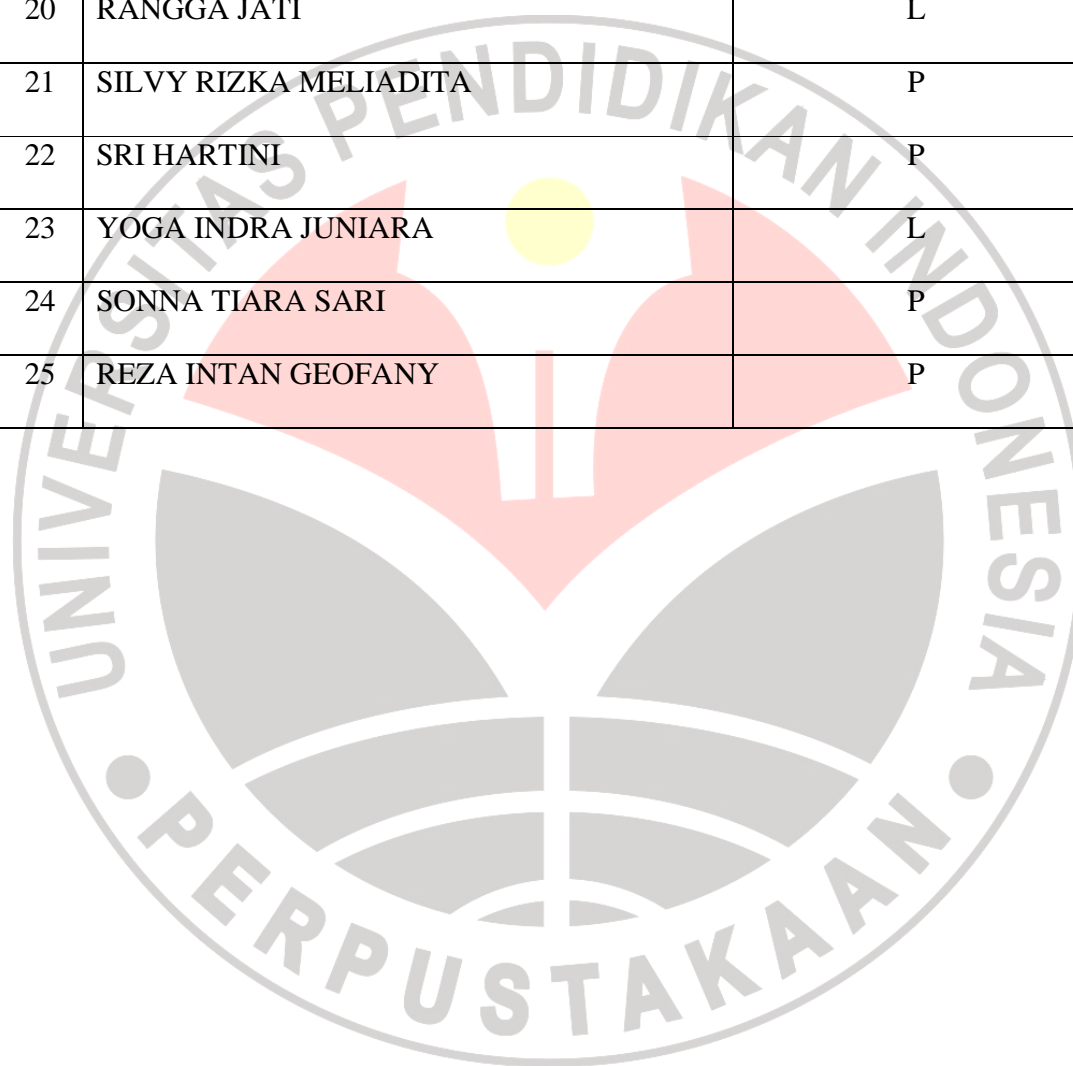 20 RANGGA JATI L
21 SILVY RIZKA MELIADITA P
22 SRI HARTINI P
23 YOGA INDRA JUNIARA L
24 SONNA TIARA SARI P
25 REZA INTAN GEOFANY P
UNIVERSITAS PENDIDIKAN INDONESIA
PERPUSTAKAAN